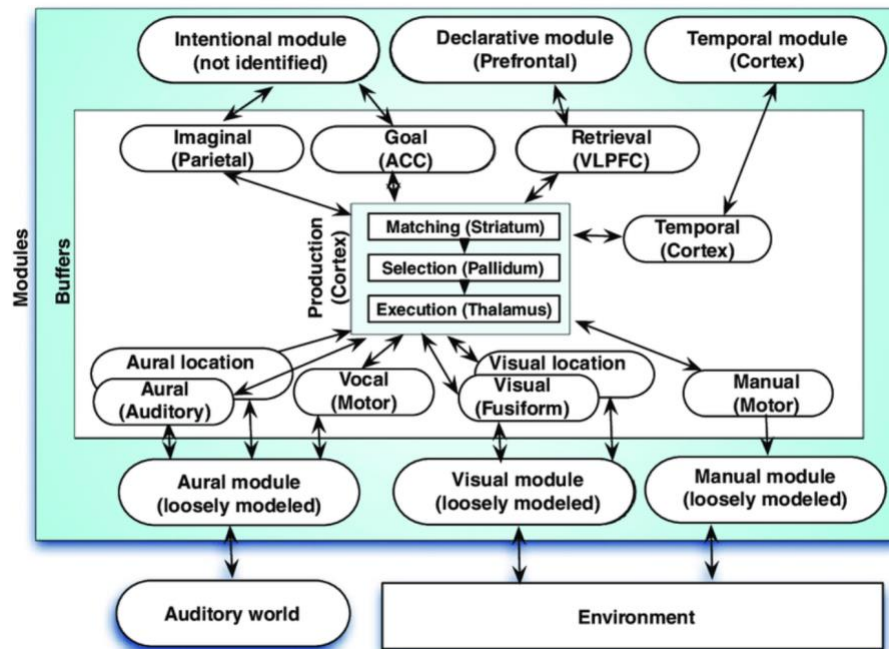 Intentional module
(not identified)
Declarative module
(Prefrontal)
Temporal module
(Cortex)
Imaginal
(Parietal)
Goal
(ACC)
Retrieval
(VLPFC)
Temporal
(Cortex)
Modules
Buffers
Production
(Cortex)
Matching (Striatum)
Selection (Pallidum)
Execution (Thalamus)
Aural location
Aural
(Auditory)
Vocal
(Motor)
Visual location
Visual
(Fusiform)
Manual
(Motor)
Aural module
(loosely modeled)
Visual module
(loosely modeled)
Manual module
(loosely modeled)
Auditory world
Environment